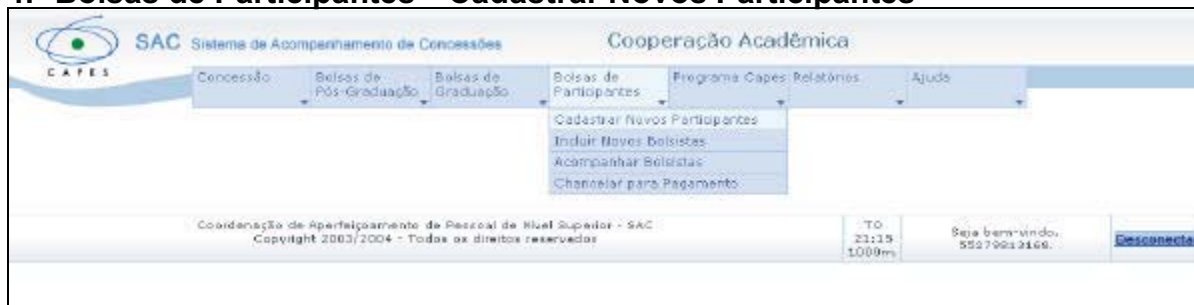 4. Bolsas de Participantes – Cadastrar Novos Participantes
CAPES
SAC Sistema de Acompanhamento de Concessões
Cooperação Acadêmica
Concessão
Bolsas de Pós-Graduação
Bolsas de Graduação
Bolsas de Participantes
Programa Capes
Relatórios
Ajuda
Cadastrar Novos Participantes
Incluir Novos Bolsistas
Acompanhar Bolsistas
Chancelar para Pagamento
Coordenação de Aperfeiçoamento de Pessoal de Nível Superior - SAC
Copyright 2003/2004 - Todos os direitos reservados
TO
21:15
1000m
Seja bem-vindo,
Desconecta